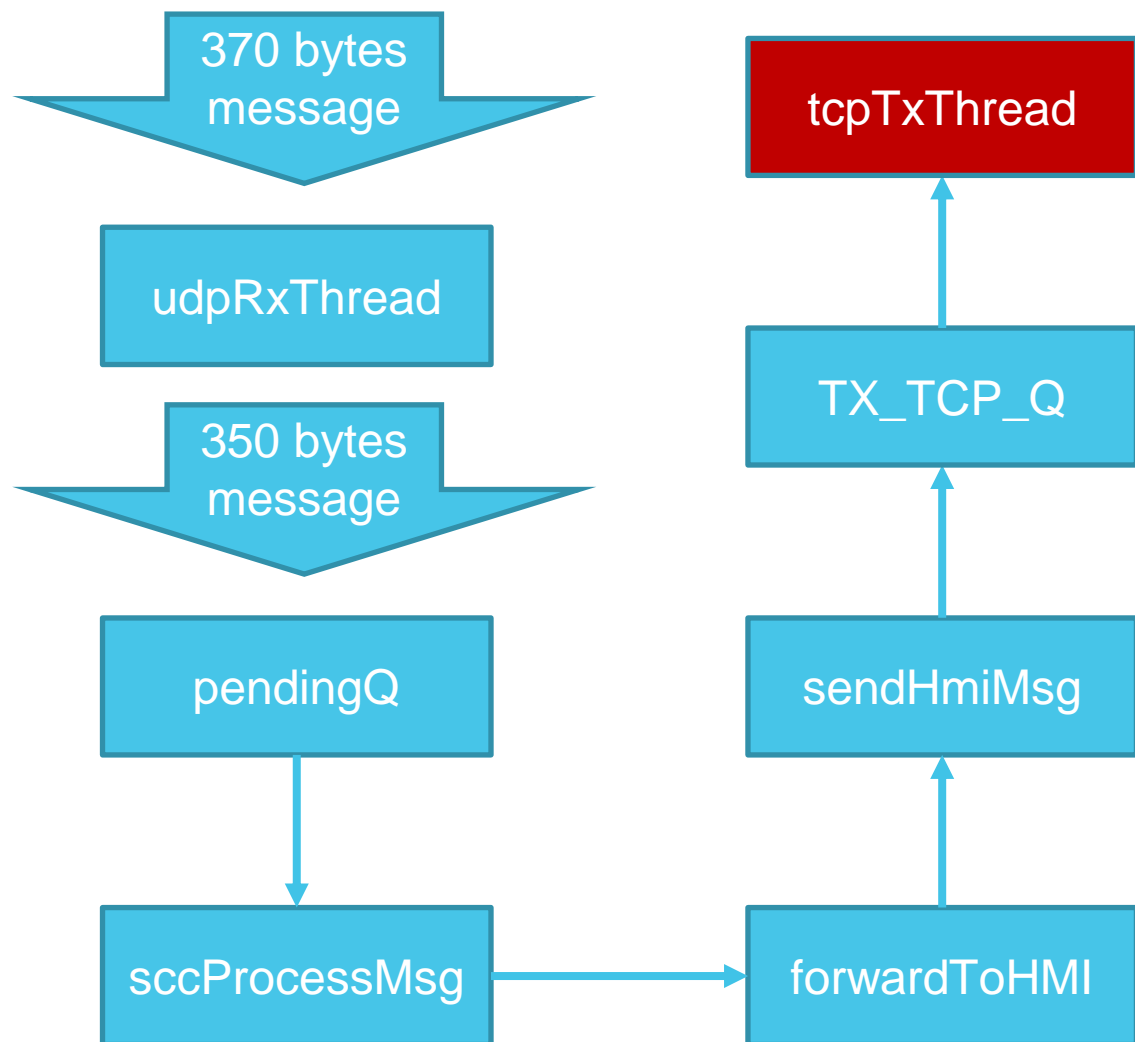 370 bytes
message
udpRxThread
350 bytes
message
pendingQ
sccProcessMsg
forwardToHMI
sendHmiMsg
TX_TCP_Q
tcpTxThread